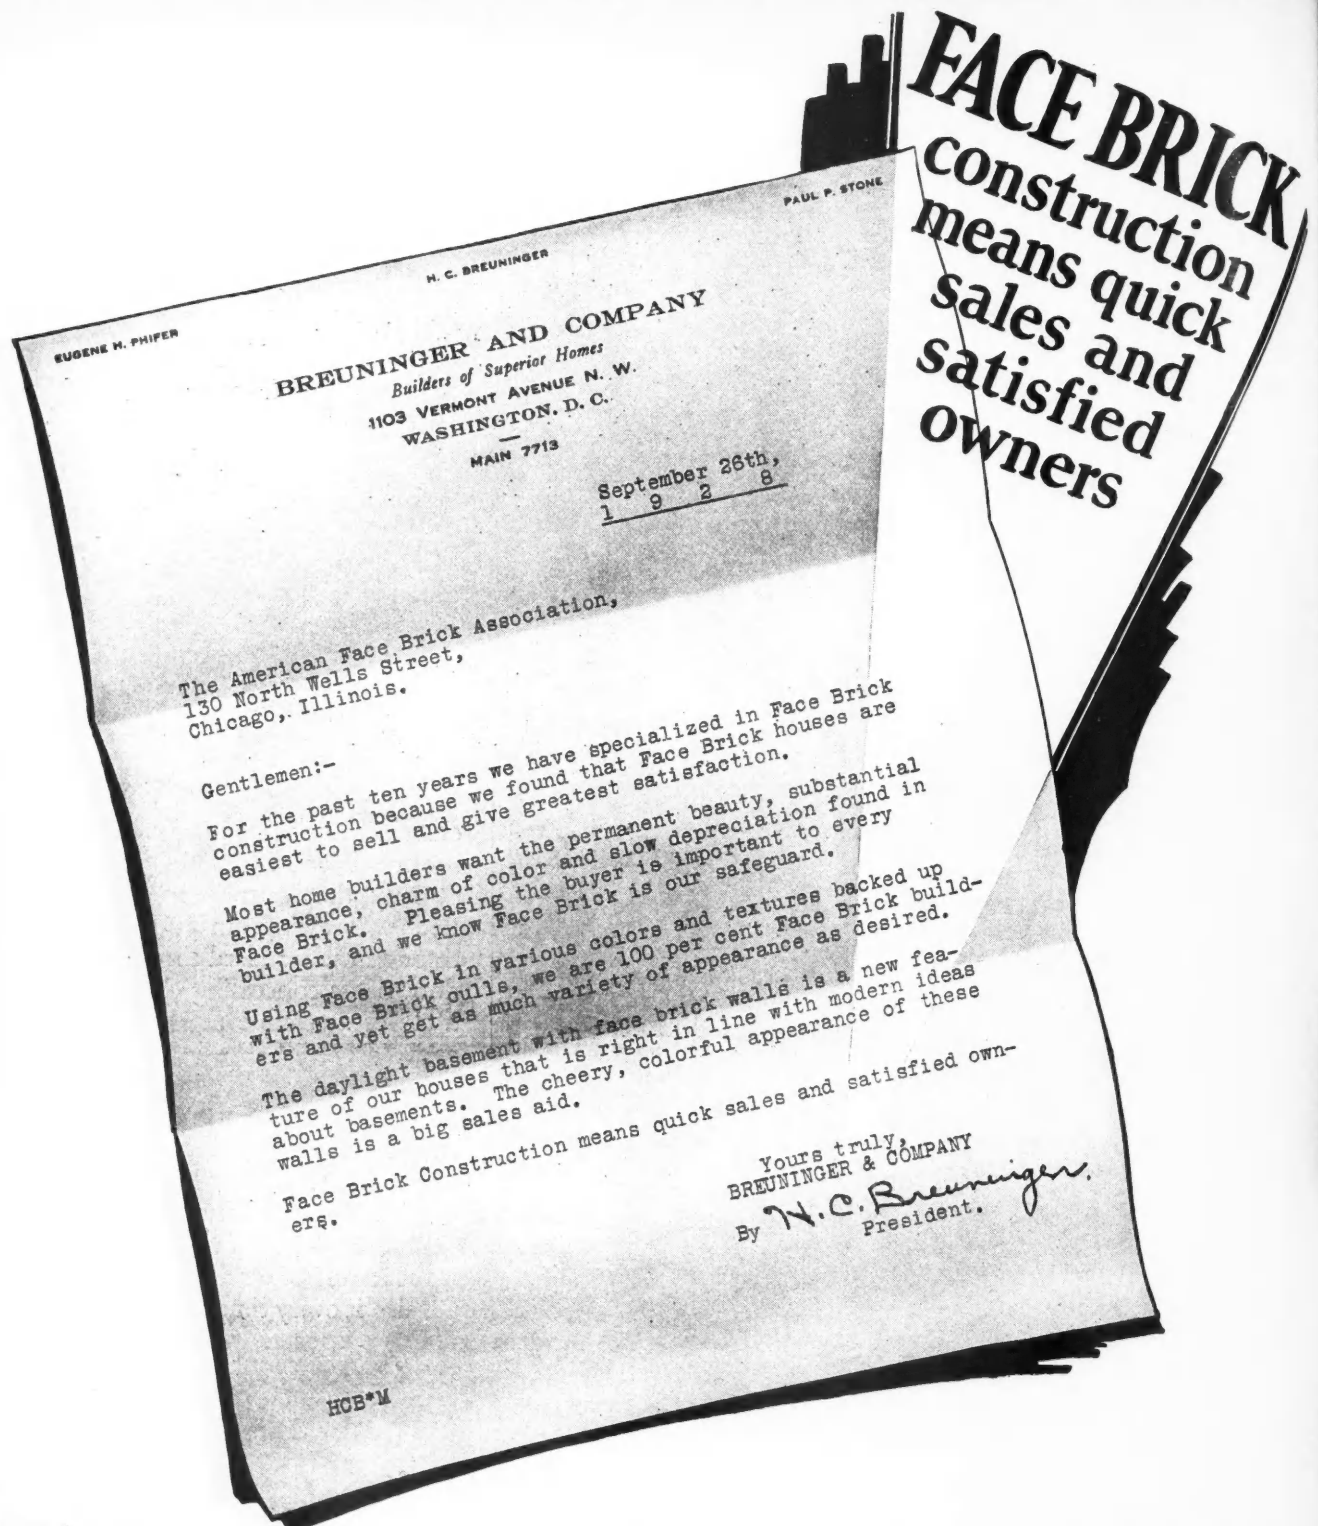 FACE BRICK
construction
means quick
sales and
satisfied
owners
EUGENE H. PHIFER
H. C. BREUNINGER
PAUL P. STONE
BREUNINGER AND COMPANY
Builders of Superior Homes
1103 VERMONT AVENUE N. W.
WASHINGTON, D. C.
MAIN 7713
September 26th,
1 9 2 8
The American Face Brick Association,
130 North Wells Street,
Chicago, Illinois.
Gentlemen:-
For the past ten years we have specialized in Face Brick
construction because we found that Face Brick houses are
easiest to sell and give greatest satisfaction.
Most home builders want the permanent beauty, substantial
appearance, charm of color and slow depreciation found in
Face Brick. Pleasing the buyer is important to every
builder, and we know Face Brick is our safeguard.
Using Face Brick in various colors and textures backed up
with Face Brick culls, we are 100 per cent Face Brick build-
ers and yet get as much variety of appearance as desired.
The daylight basement with face brick walls is a new fea-
ture of our houses that is right in line with modern ideas
about basements. The cheery, colorful appearance of these
walls is a big sales aid.
Face Brick Construction means quick sales and satisfied own-
ers.
Yours truly,
BREUNINGER & COMPANY
By H. C. Breuninger.
President.
HCB*M